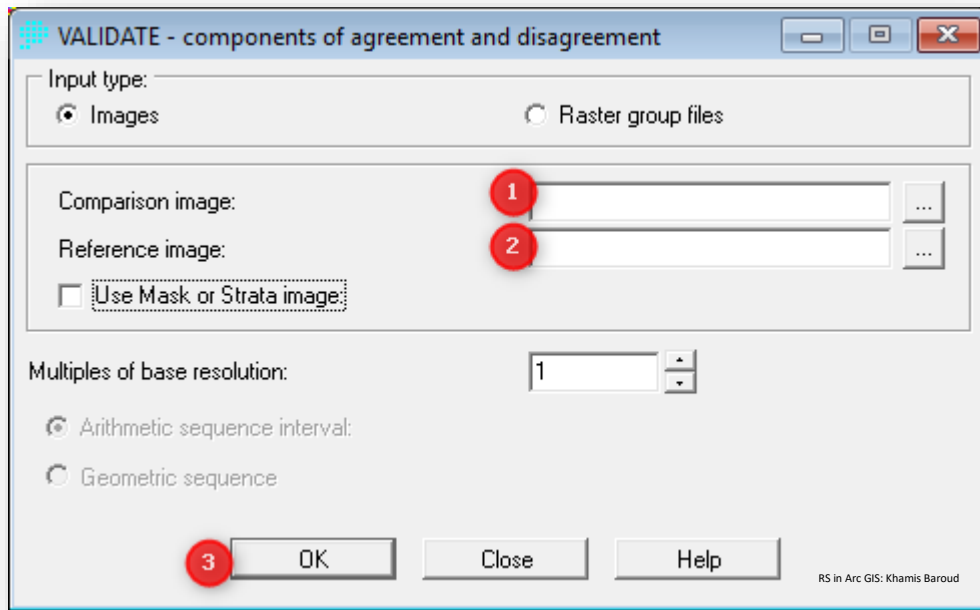 VALIDATE - components of agreement and disagreement
Input type:
Images
Raster group files
Comparison image:
1
...
Reference image:
2
...
Use Mask or Strata image:
Multiples of base resolution:
1
Arithmetic sequence interval:
Geometric sequence
3
OK
Close
Help
RS in Arc GIS: Khamis Baroud